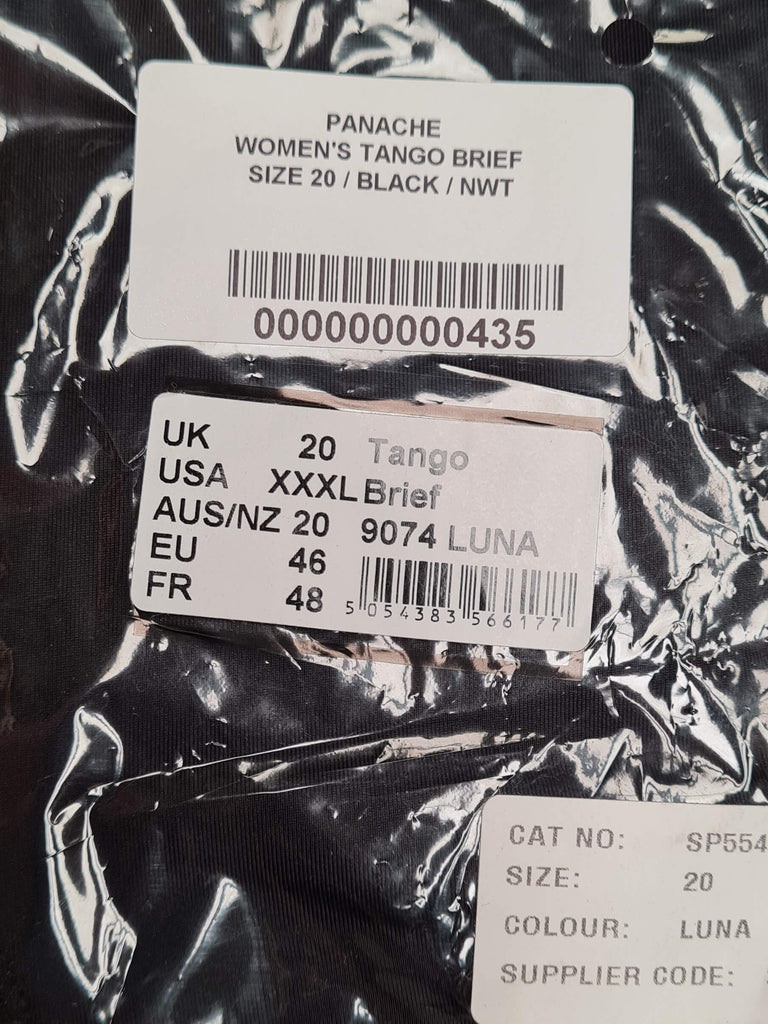 PANACHE
WOMEN'S TANGO BRIEF
SIZE 20 / BLACK / NWT
000000000435
UK 20 Tango
USA XXXL Brief
AUS/NZ 20 9074 LUNA
EU 46
FR 48 5 054383 566177
CAT NO: SP554
SIZE: 20
COLOUR: LUNA
SUPPLIER CODE: